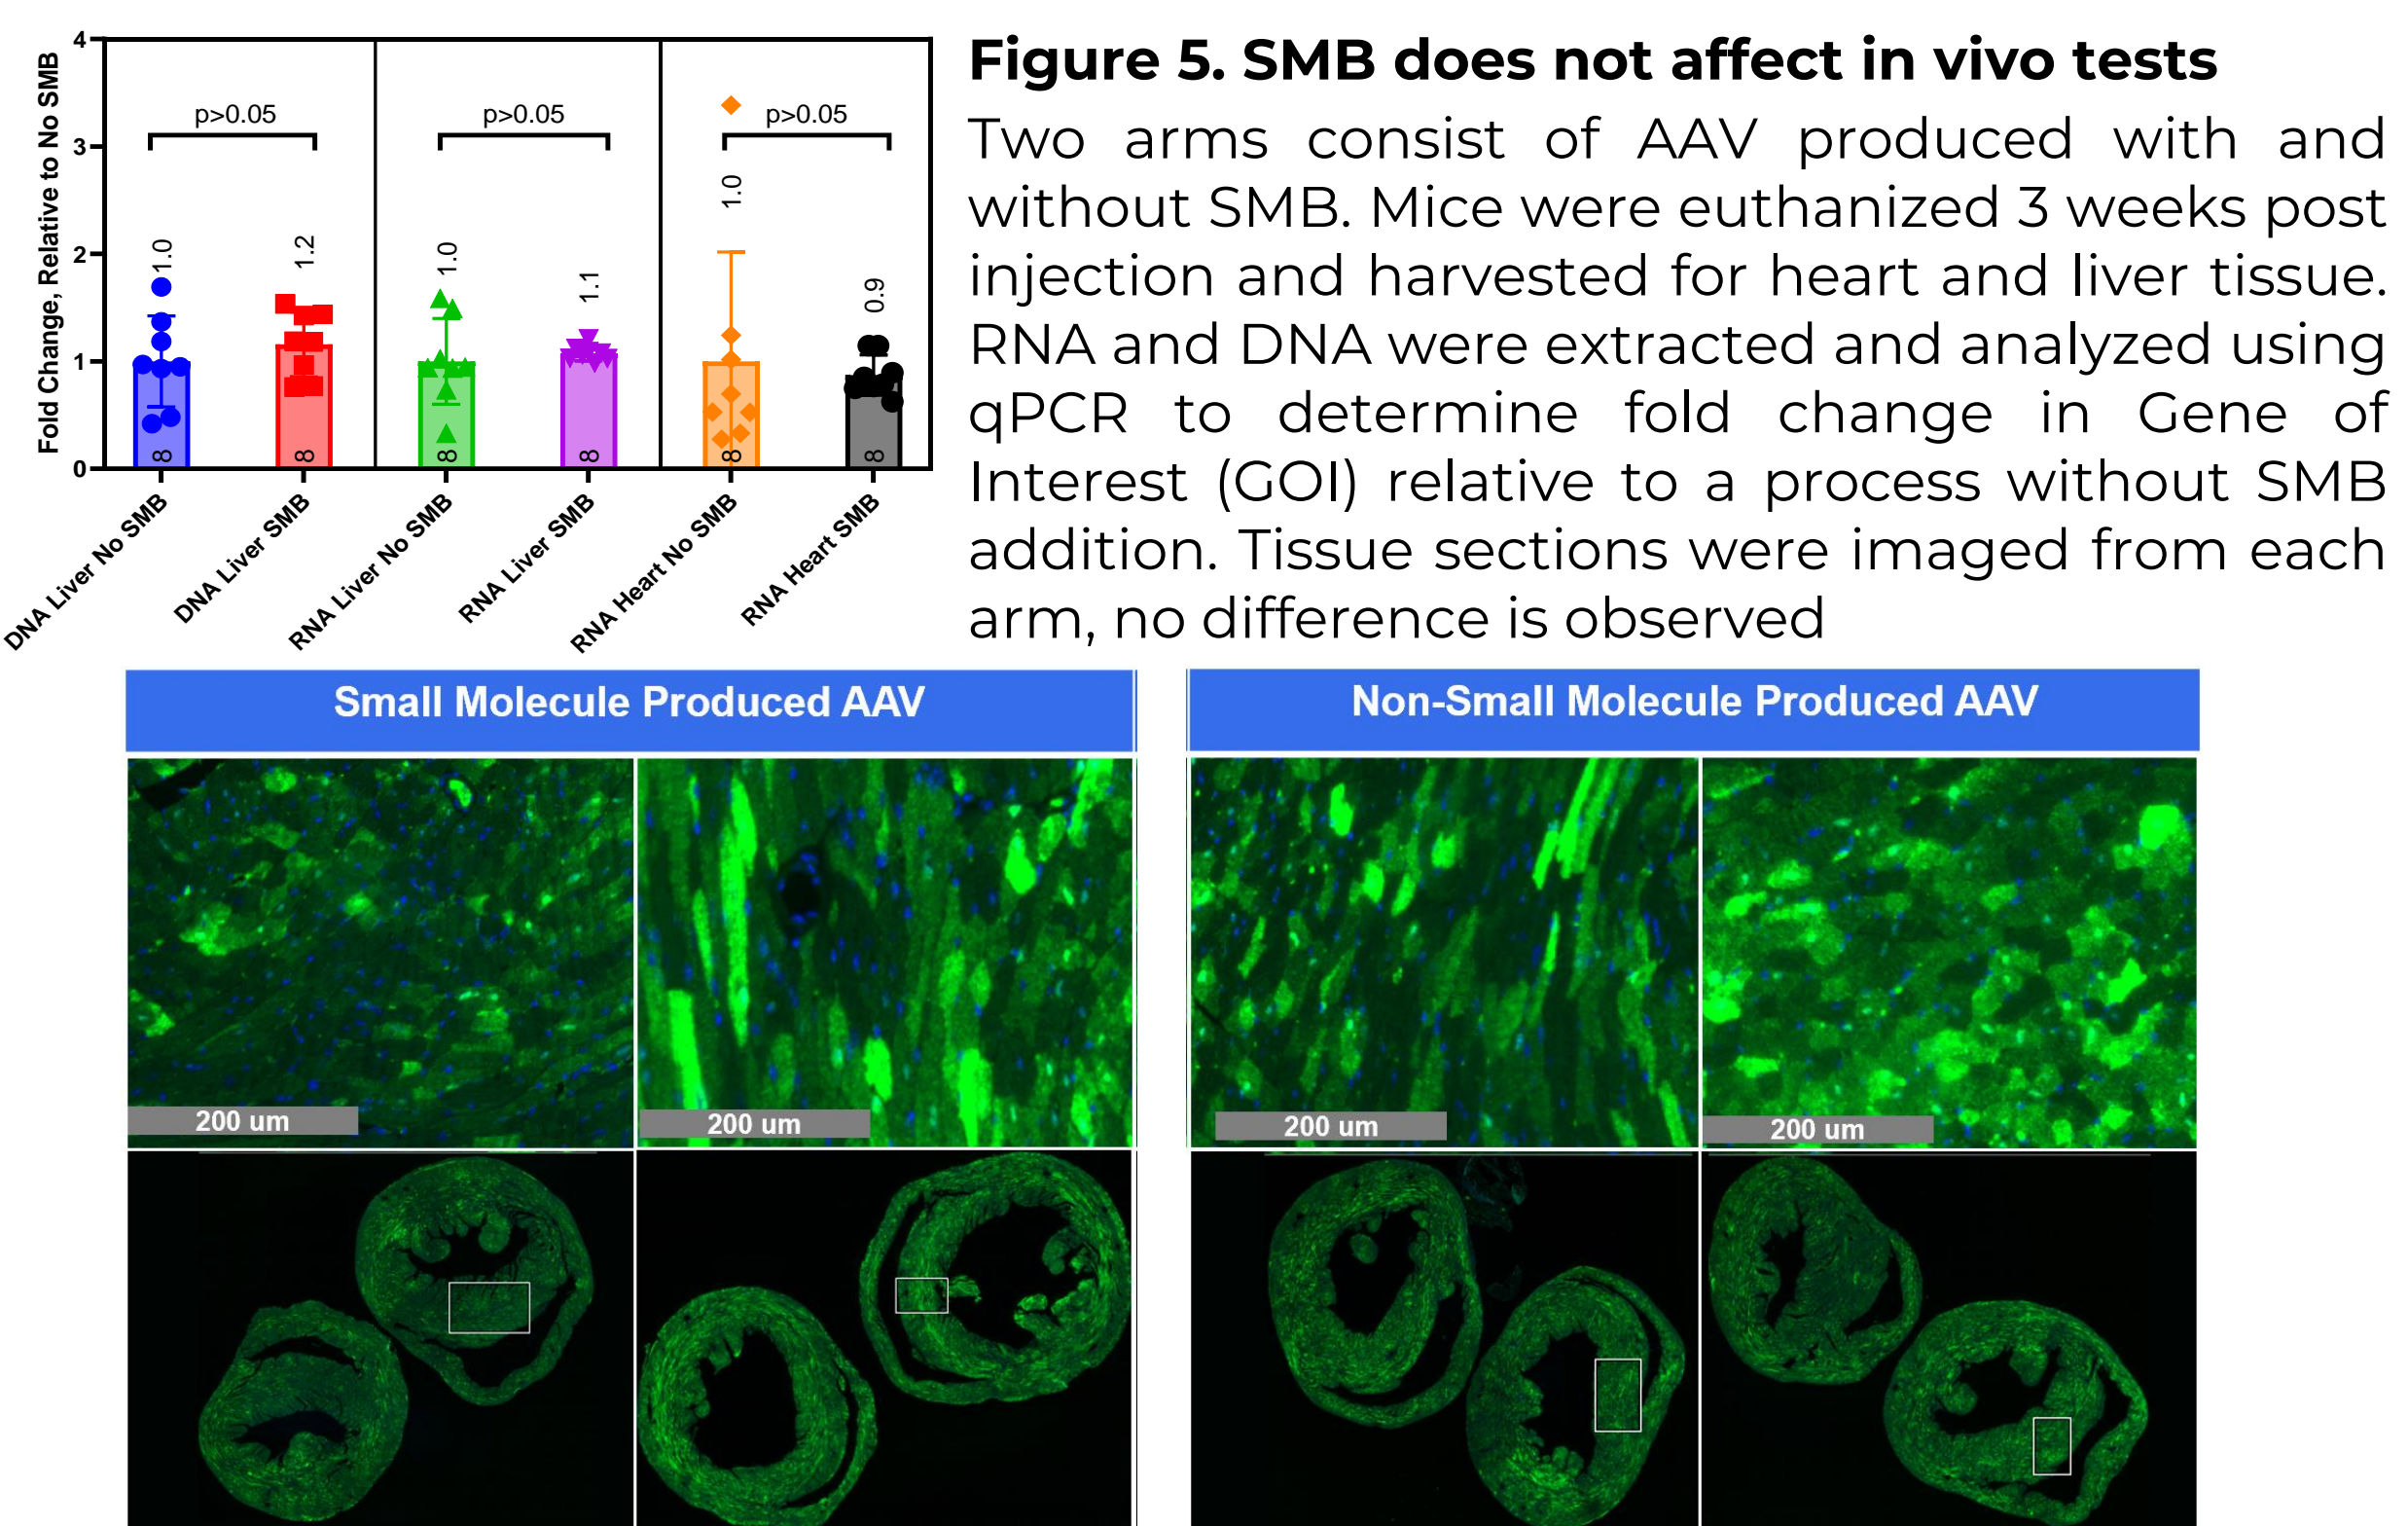 Figure 5. SMB does not affect in vivo tests
Two arms consist of AAV produced with and
without SMB. Mice were euthanized 3 weeks post
injection and harvested for heart and liver tissue.
RNA and DNA were extracted and analyzed using
qPCR to determine fold change in Gene of
Interest (GOI) relative to a process without SMB
addition. Tissue sections were imaged from each
arm, no difference is observed
Fold Change, Relative to No SMB
4
3
2
1
0
p>0.05
p>0.05
p>0.05
1.0
1.2
1.0
1.1
1.0
0.9
8
8
8
8
8
8
DNA Liver No SMB
DNA Liver SMB
RNA Liver No SMB
RNA Liver SMB
RNA Heart No SMB
RNA Heart SMB
Small Molecule Produced AAV
Non-Small Molecule Produced AAV
200 um
200 um
200 um
200 um